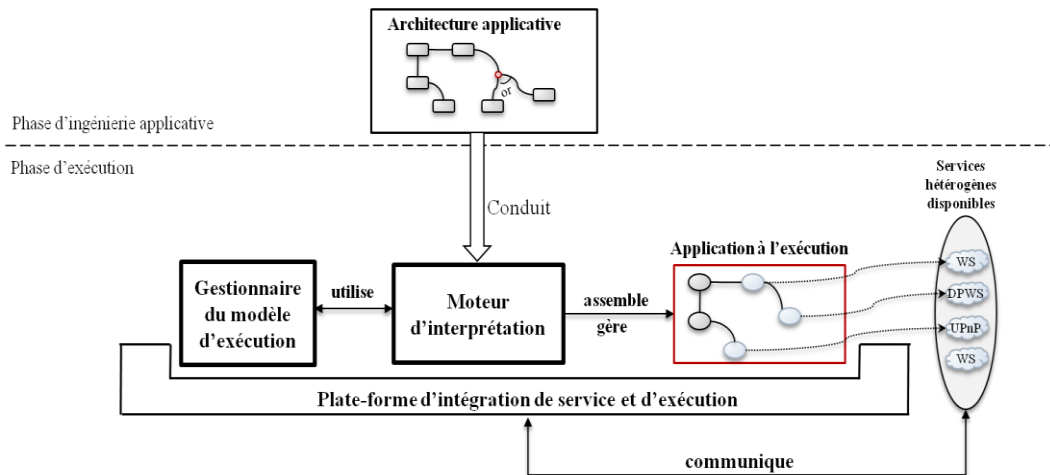 Architecture applicative
or
Phase d'ingénierie applicative
Phase d'exécution
Conduit
Services
hétérogènes
disponibles
Gestionnaire
du modèle
d'exécution
utilise
Moteur
d'interprétation
assemble
gère
Application à l'exécution
WS
DPWS
UPnP
WS
Plate-forme d'intégration de service et d'exécution
communique